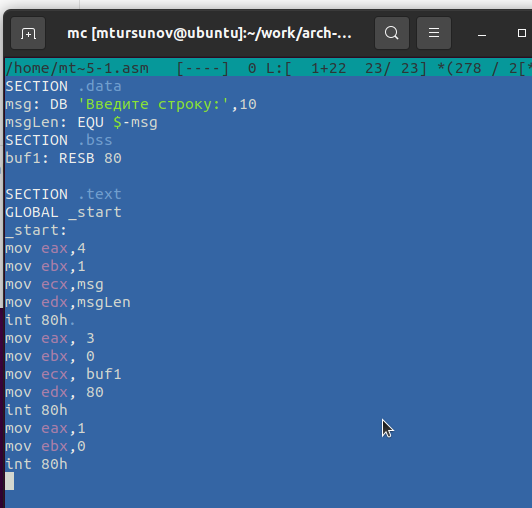 mc [mtursunov@ubuntu]:~/work/arch-...
/home/mt~5-1.asm [----] 0 L:[ 1+22 23/ 23] *(278 / 2[*
SECTION .data
msg: DB 'Введите строку:',10
msgLen: EQU $-msg
SECTION .bss
buf1: RESB 80
SECTION .text
GLOBAL _start
_start:
mov eax,4
mov ebx,1
mov ecx,msg
mov edx,msgLen
int 80h.
mov eax, 3
mov ebx, 0
mov ecx, buf1
mov edx, 80
int 80h
mov eax,1
mov ebx,0
int 80h